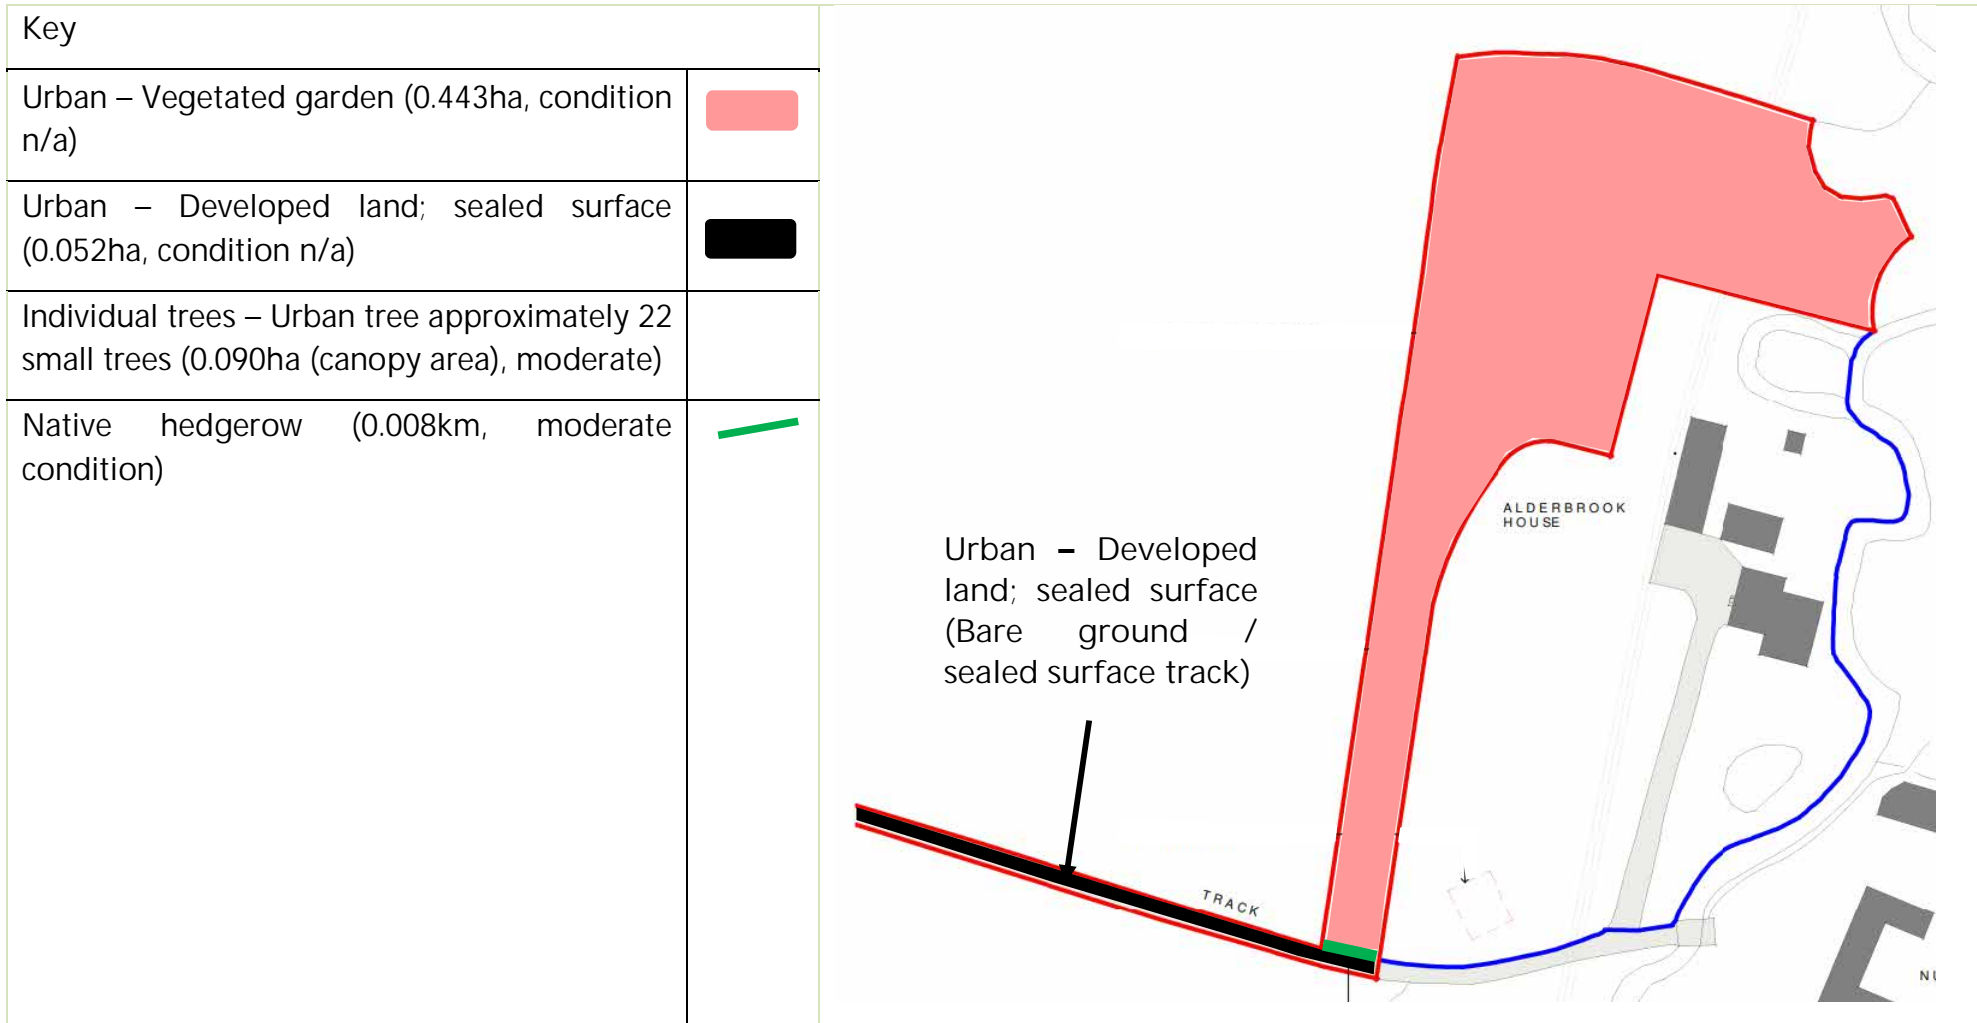 Key
Urban – Vegetated garden (0.443ha, condition
n/a)
Urban – Developed land; sealed surface
(0.052ha, condition n/a)
Individual trees – Urban tree approximately 22
small trees (0.090ha (canopy area), moderate)
Native hedgerow (0.008km, moderate
condition)
ALDERBROOK
HOUSE
Urban – Developed
land; sealed surface
(Bare ground /
sealed surface track)
TRACK